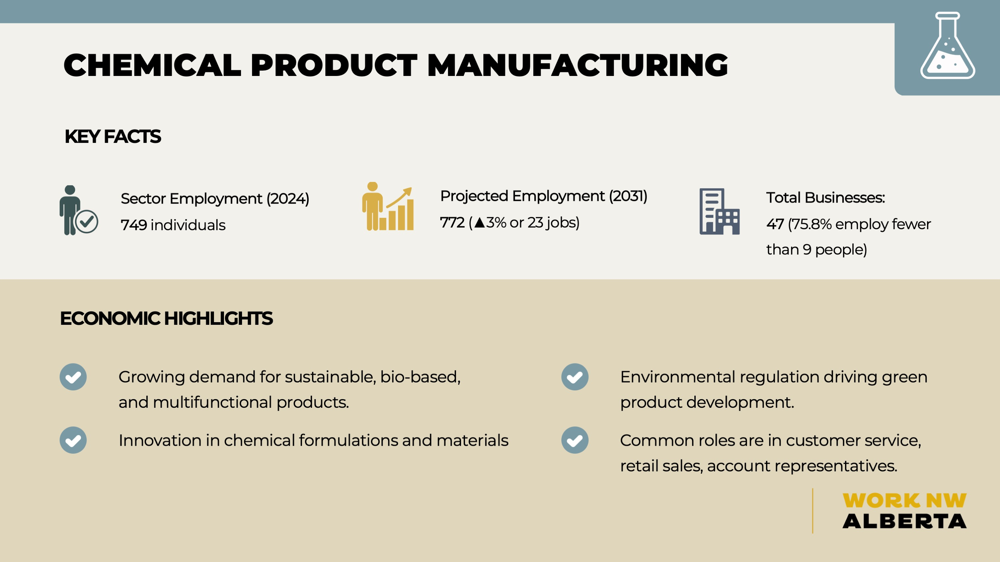 CHEMICAL PRODUCT MANUFACTURING
KEY FACTS
Sector Employment (2024)
749 individuals
Projected Employment (2031)
772 (▲3% or 23 jobs)
Total Businesses:
47 (75.8% employ fewer
than 9 people)
ECONOMIC HIGHLIGHTS
Growing demand for sustainable, bio-based,
and multifunctional products.
Innovation in chemical formulations and materials
Environmental regulation driving green
product development.
Common roles are in customer service,
retail sales, account representatives.
WORK NW
ALBERTA